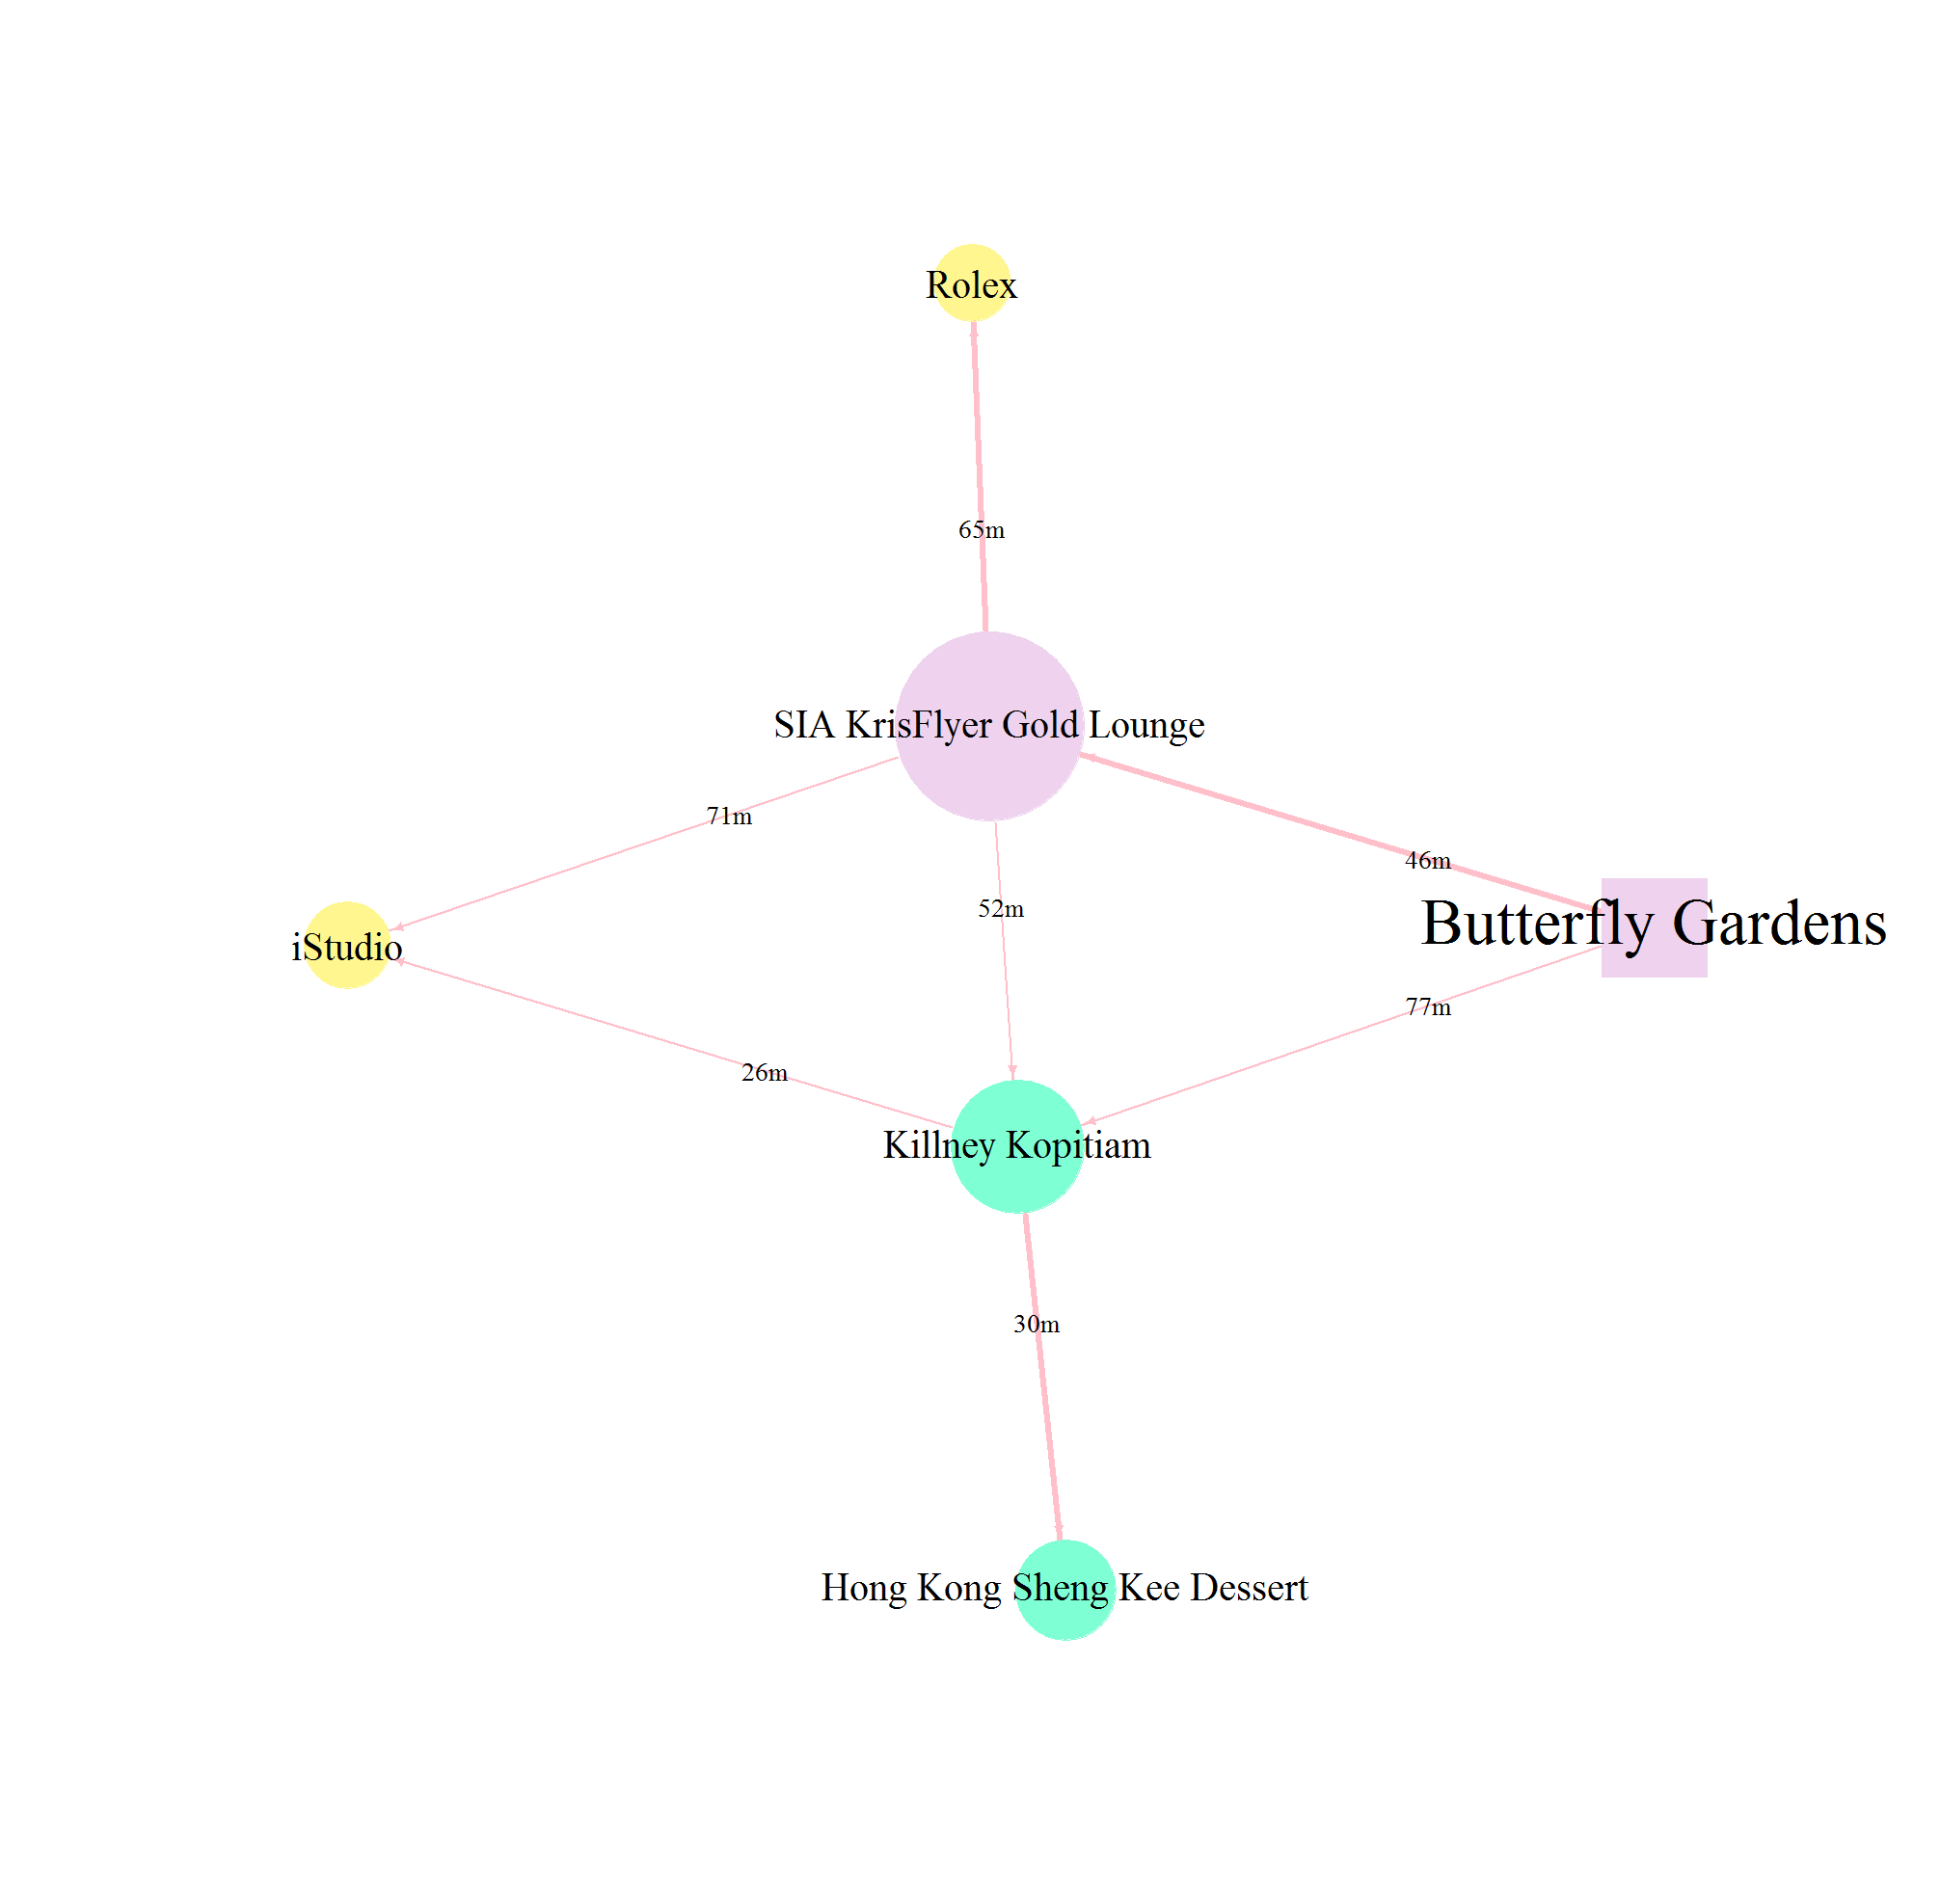 Rolex
65m
SIA KrisFlyer Gold Lounge
71m
46m
52m
Butterfly Gardens
iStudio
77m
26m
Killney Kopitiam
30m
Hong Kong Sheng Kee Dessert